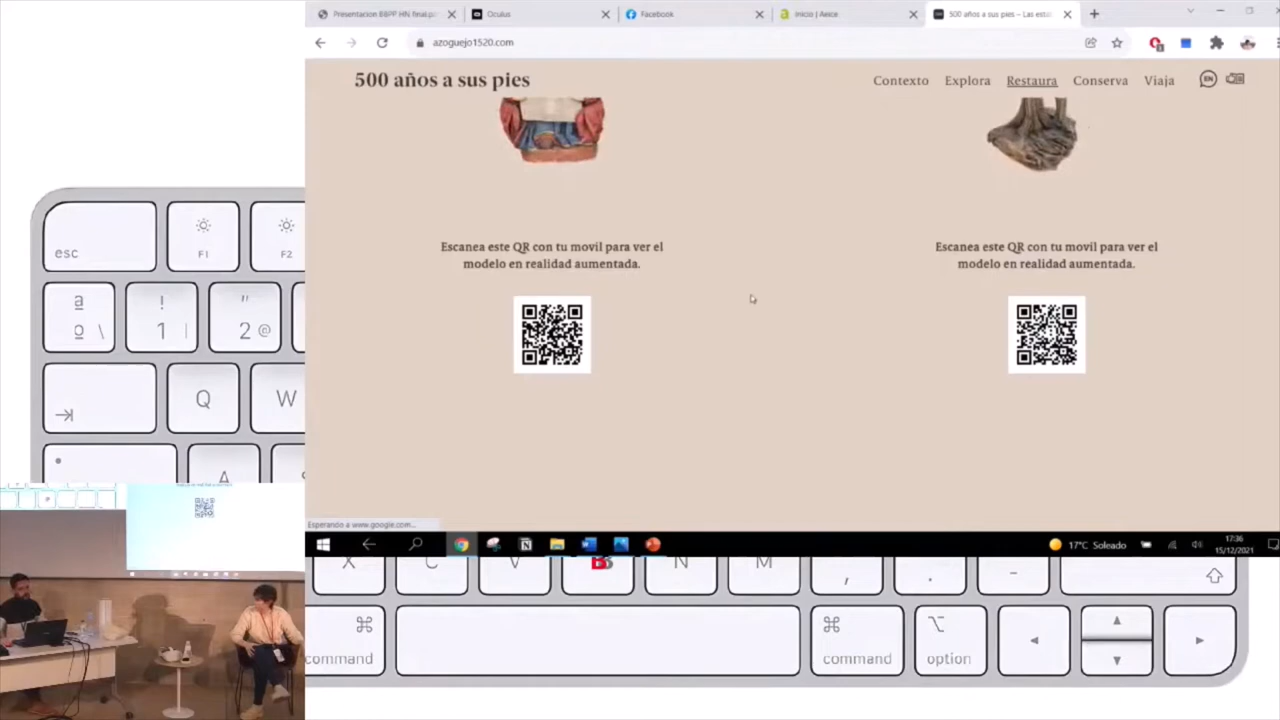 Presentacion BBPP HN final.pp
Oculus
Facebook
inicio | Aeice
500 años a sus pies – Las esta
azoguejo1520.com
500 años a sus pies
Contexto
Explora
Restaura
Conserva
Viaja
EN
Escanea este QR con tu movil para ver el
modelo en realidad aumentada.
Escanea este QR con tu movil para ver el
modelo en realidad aumentada.
Esperando a www.google.com...
17°C Soleado
17:36
15/12/2021
esc
F1
F2
ª
º \
!
1 |
"
2 @
Q
W
A
X
C
V
B
N
M
,
.
-
⌘
command
⌘
command
⌥
option